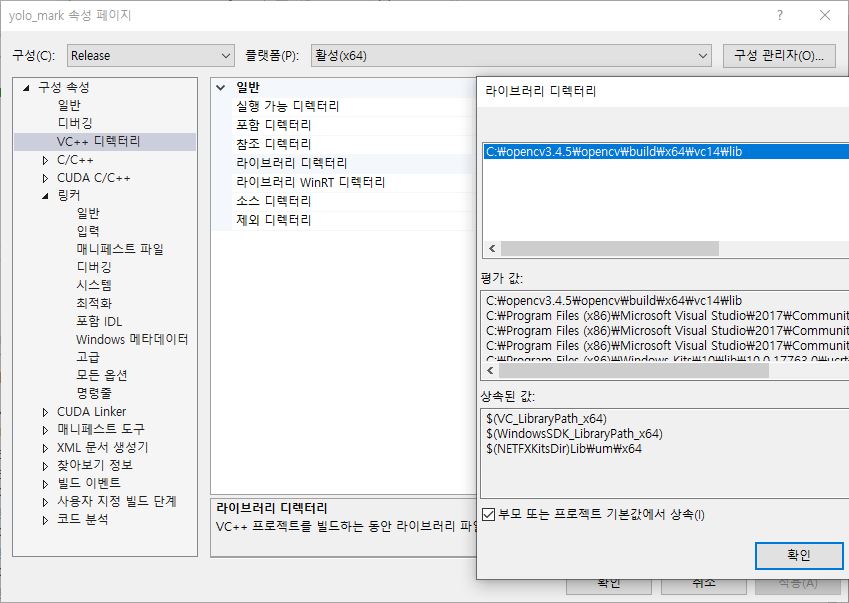 yolo_mark 속성 페이지
구성(C): Release 플랫폼(P): 활성(x64) 구성 관리자(O)...
구성 속성
일반
디버깅
VC++ 디렉터리
C/C++
CUDA C/C++
링커
일반
입력
매니페스트 파일
디버깅
시스템
최적화
포함 IDL
Windows 메타데이터
고급
모든 옵션
명령줄
CUDA Linker
매니페스트 도구
XML 문서 생성기
찾아보기 정보
빌드 이벤트
사용자 지정 빌드 단계
코드 분석
일반
실행 가능 디렉터리
포함 디렉터리
참조 디렉터리
라이브러리 디렉터리
라이브러리 WinRT 디렉터리
소스 디렉터리
제외 디렉터리
라이브러리 디렉터리
VC++ 프로젝트를 빌드하는 동안 라이브러리 파일
라이브러리 디렉터리
C:₩opencv3.4.5₩opencv₩build₩x64₩vc14₩lib
평가 값:
C:₩opencv3.4.5₩opencv₩build₩x64₩vc14₩lib
C:₩Program Files (x86)₩Microsoft Visual Studio₩2017₩Communit
C:₩Program Files (x86)₩Microsoft Visual Studio₩2017₩Communit
C:₩Program Files (x86)₩Microsoft Visual Studio₩2017₩Communit
C:₩Program Files (x86)₩Windows Kits₩10₩lib₩10.0.17763.0₩ucrt
상속된 값:
$(VC_LibraryPath_x64)
$(WindowsSDK_LibraryPath_x64)
$(NETFXKitsDir)Lib₩um₩x64
부모 또는 프로젝트 기본값에서 상속(I)
확인
확인 취소 적용(A)